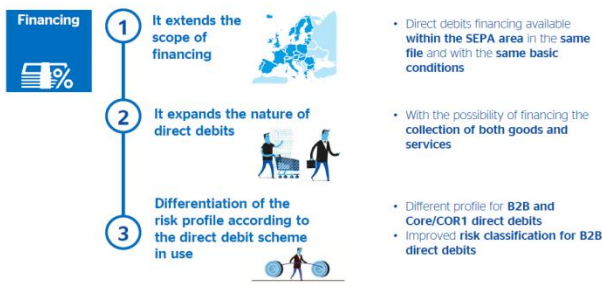 Financing
1
It extends the
scope of
financing
• Direct debits financing available
within the SEPA area in the same
file and with the same basic
conditions
2
It expands the nature of
direct debits
• With the possibility of financing the
collection of both goods and
services
3
Differentiation of the
risk profile according to
the direct debit scheme
in use
• Different profile for B2B and
Core/COR1 direct debits
• Improved risk classification for B2B
direct debits